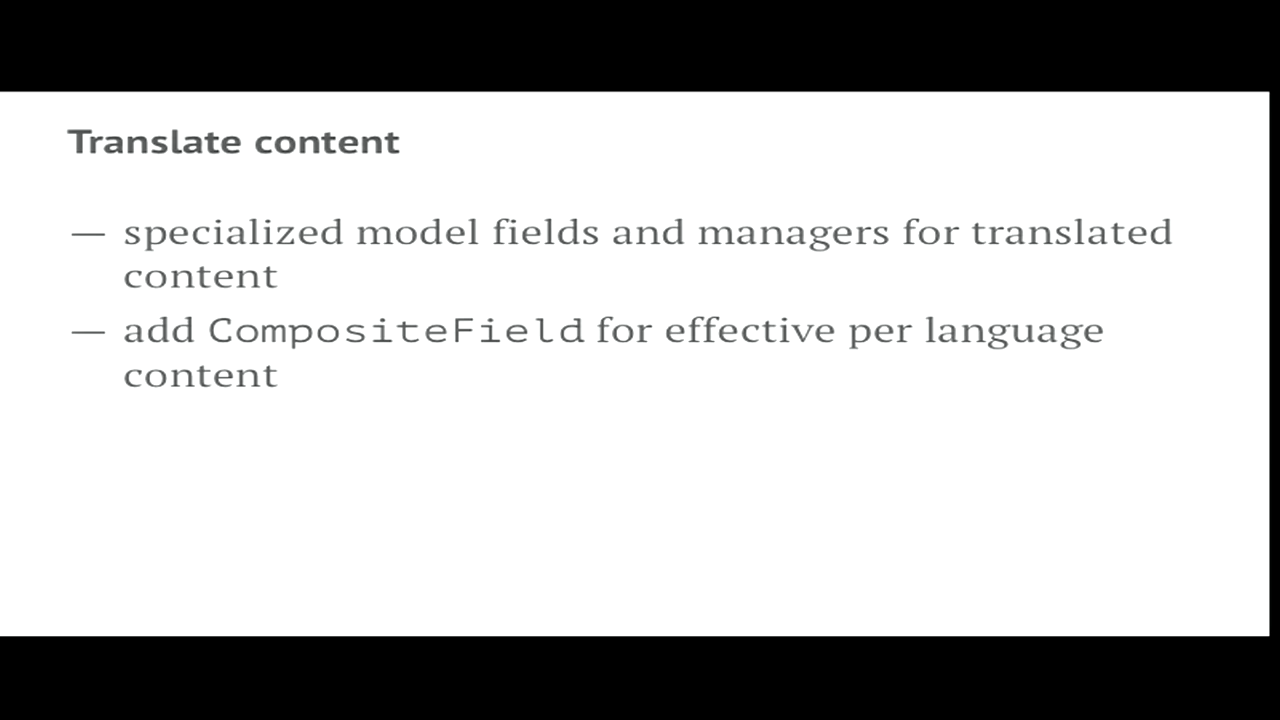 Translate content
— specialized model fields and managers for translated
content
— add CompositeField for effective per language
content